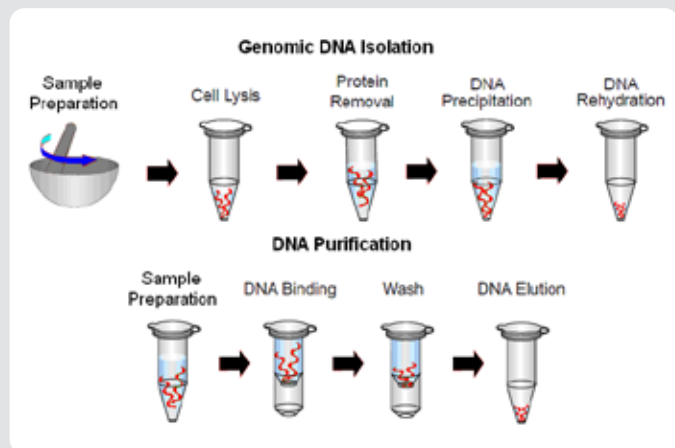 Genomic DNA Isolation
Sample
Preparation
Cell Lysis
Protein
Removal
DNA
Precipitation
DNA
Rehydration
DNA Purification
Sample
Preparation
DNA Binding
Wash
DNA Elution